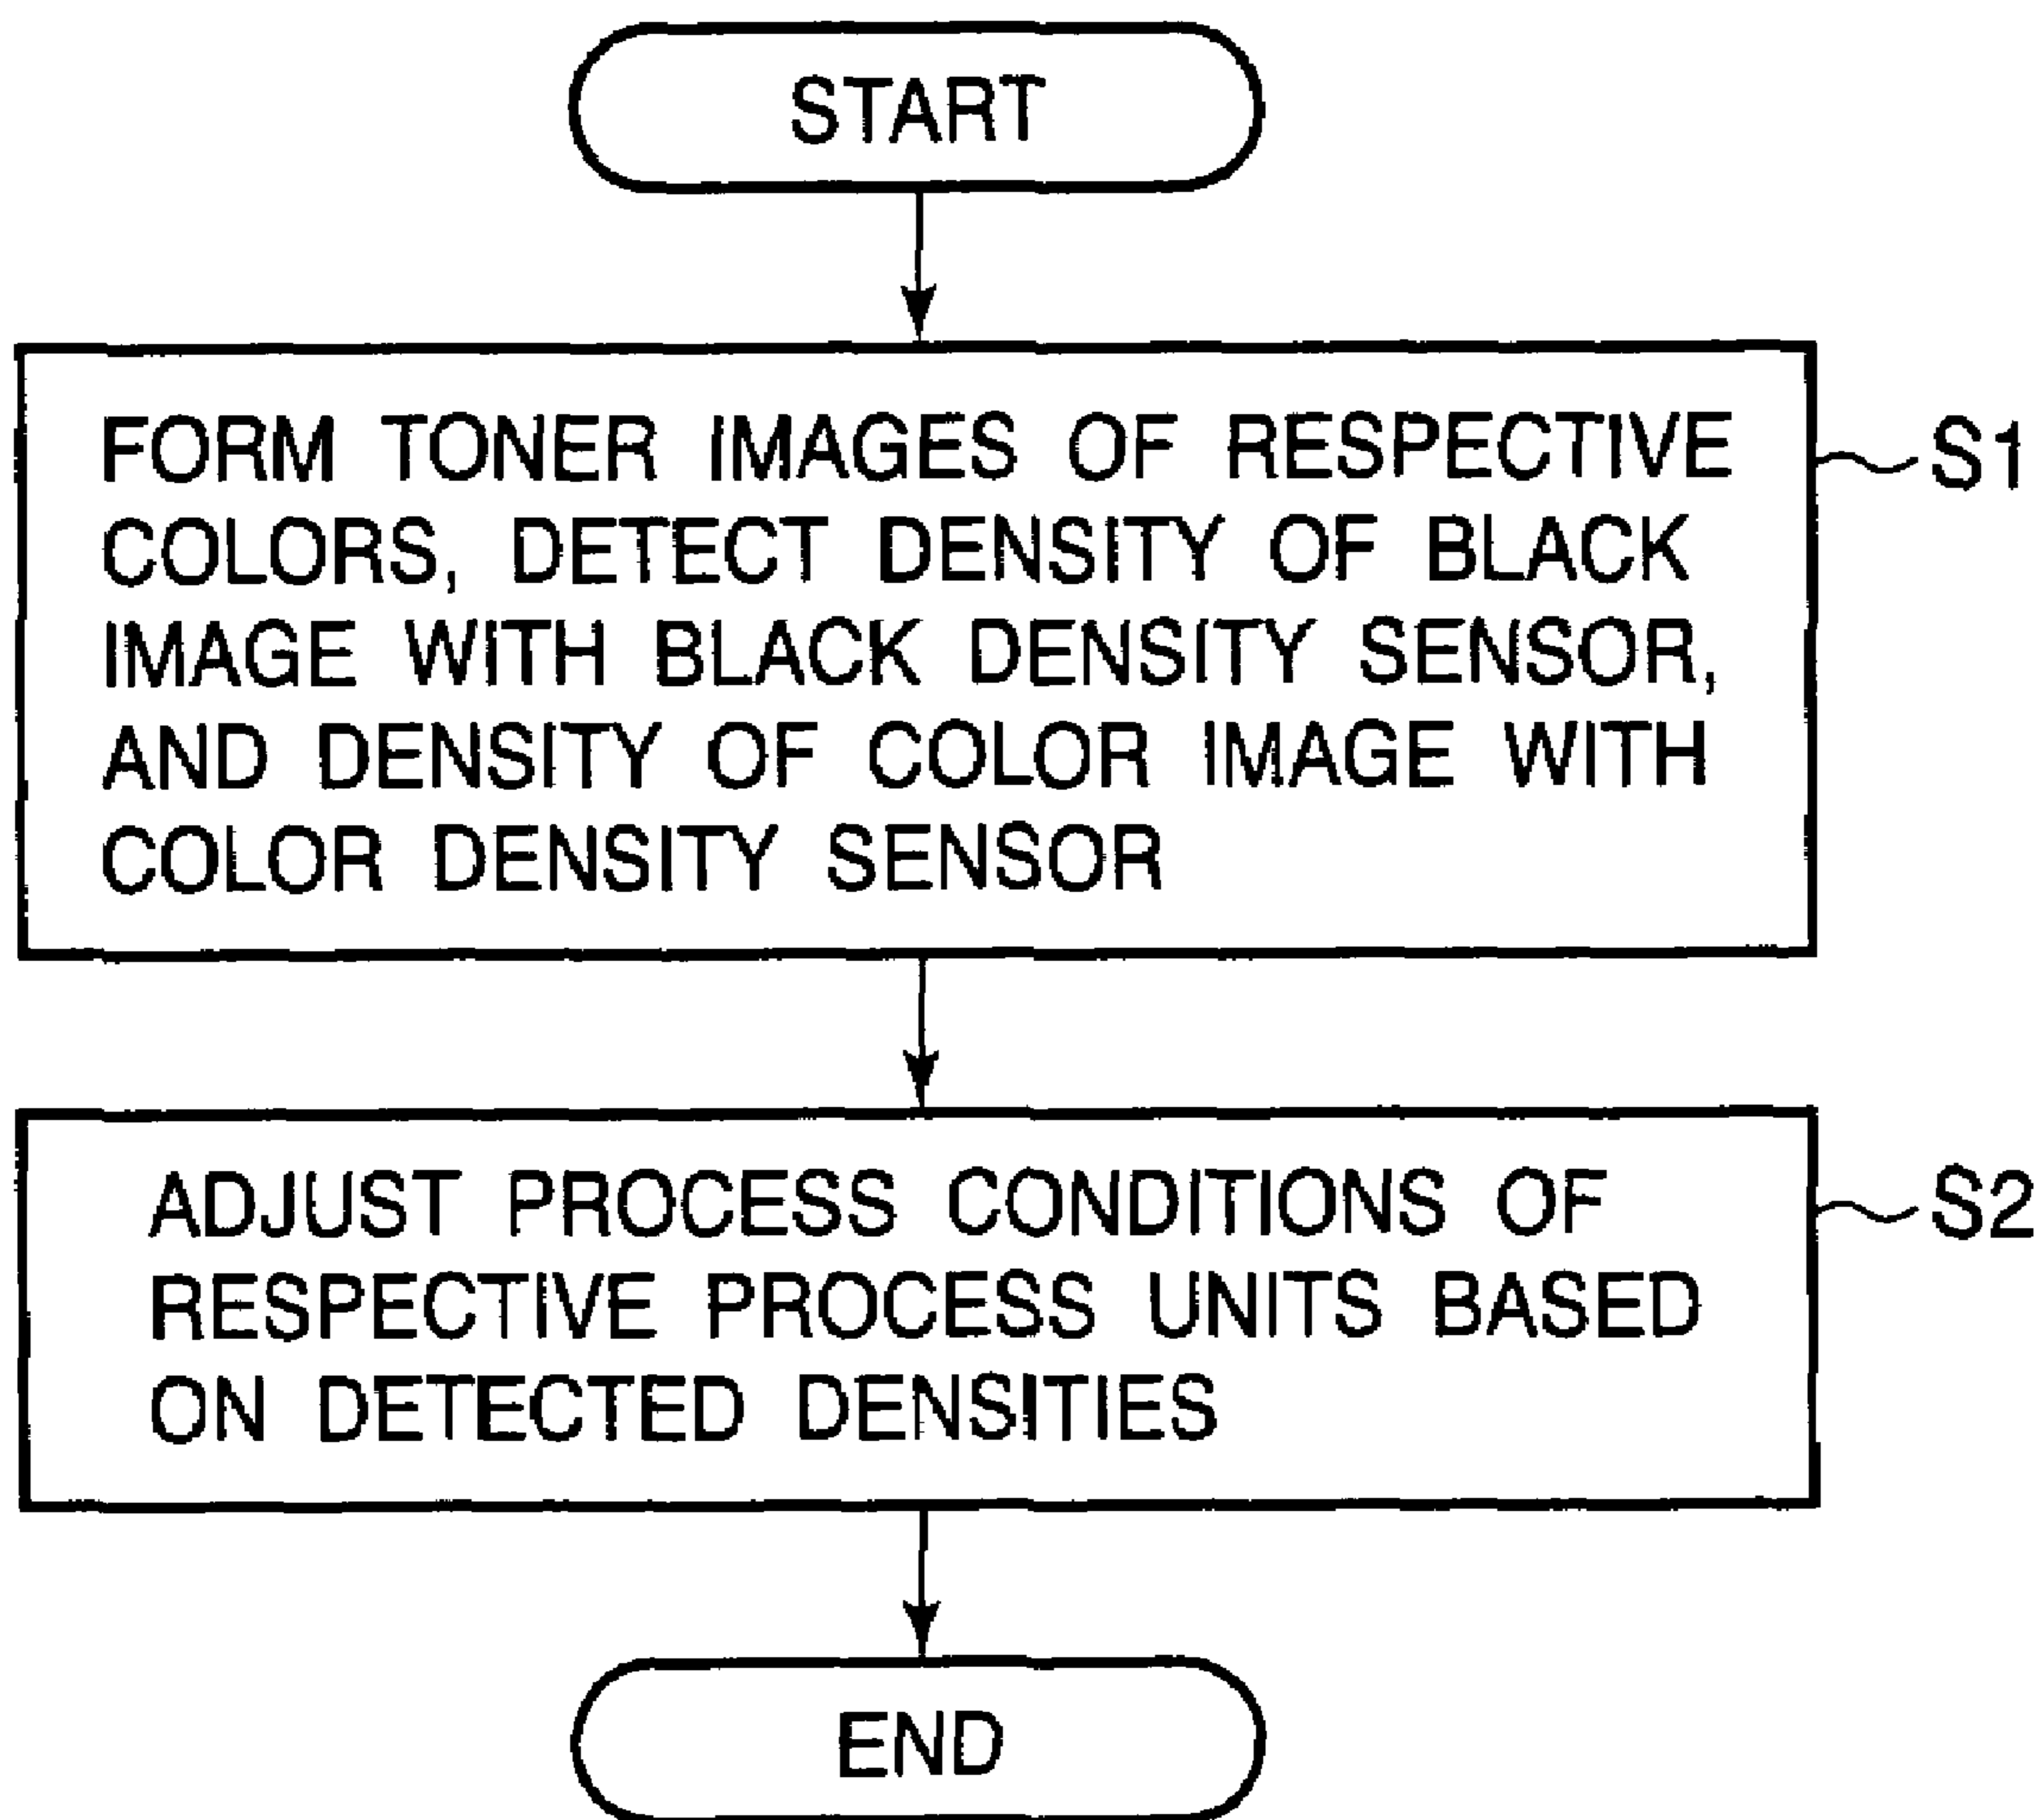 START
FORM TONER IMAGES OF RESPECTIVE
COLORS, DETECT DENSITY OF BLACK
IMAGE WITH BLACK DENSITY SENSOR,
AND DENSITY OF COLOR IMAGE WITH
COLOR DENSITY SENSOR
S1
ADJUST PROCESS CONDITIONS OF
RESPECTIVE PROCESS UNITS BASED
ON DETECTED DENSITIES
S2
END